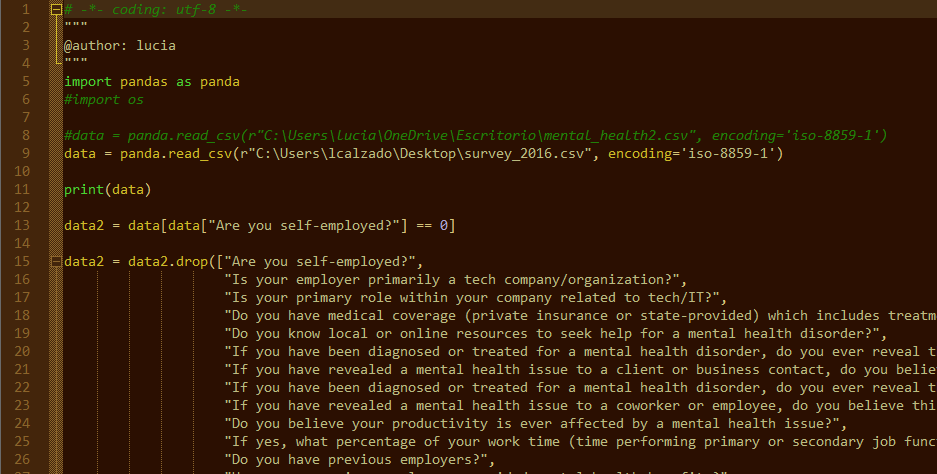 1 # -*- coding: utf-8 -*-
2 """
3 @author: lucia
4 """
5 import pandas as panda
6 #import os
7
8 #data = panda.read_csv(r"C:\Users\lucia\OneDrive\Escritorio\mental_health2.csv", encoding='iso-8859-1')
9 data = panda.read_csv(r"C:\Users\lcalzado\Desktop\survey_2016.csv", encoding='iso-8859-1')
10
11 print(data)
12
13 data2 = data[data["Are you self-employed?"] == 0]
14
15 data2 = data2.drop(["Are you self-employed?",
16 "Is your employer primarily a tech company/organization?",
17 "Is your primary role within your company related to tech/IT?",
18 "Do you have medical coverage (private insurance or state-provided) which includes treatm
19 "Do you know local or online resources to seek help for a mental health disorder?",
20 "If you have been diagnosed or treated for a mental health disorder, do you ever reveal t
21 "If you have revealed a mental health issue to a client or business contact, do you belie
22 "If you have been diagnosed or treated for a mental health disorder, do you ever reveal t
23 "If you have revealed a mental health issue to a coworker or employee, do you believe thi
24 "Do you believe your productivity is ever affected by a mental health issue?",
25 "If yes, what percentage of your work time (time performing primary or secondary job func
26 "Do you have previous employers?",